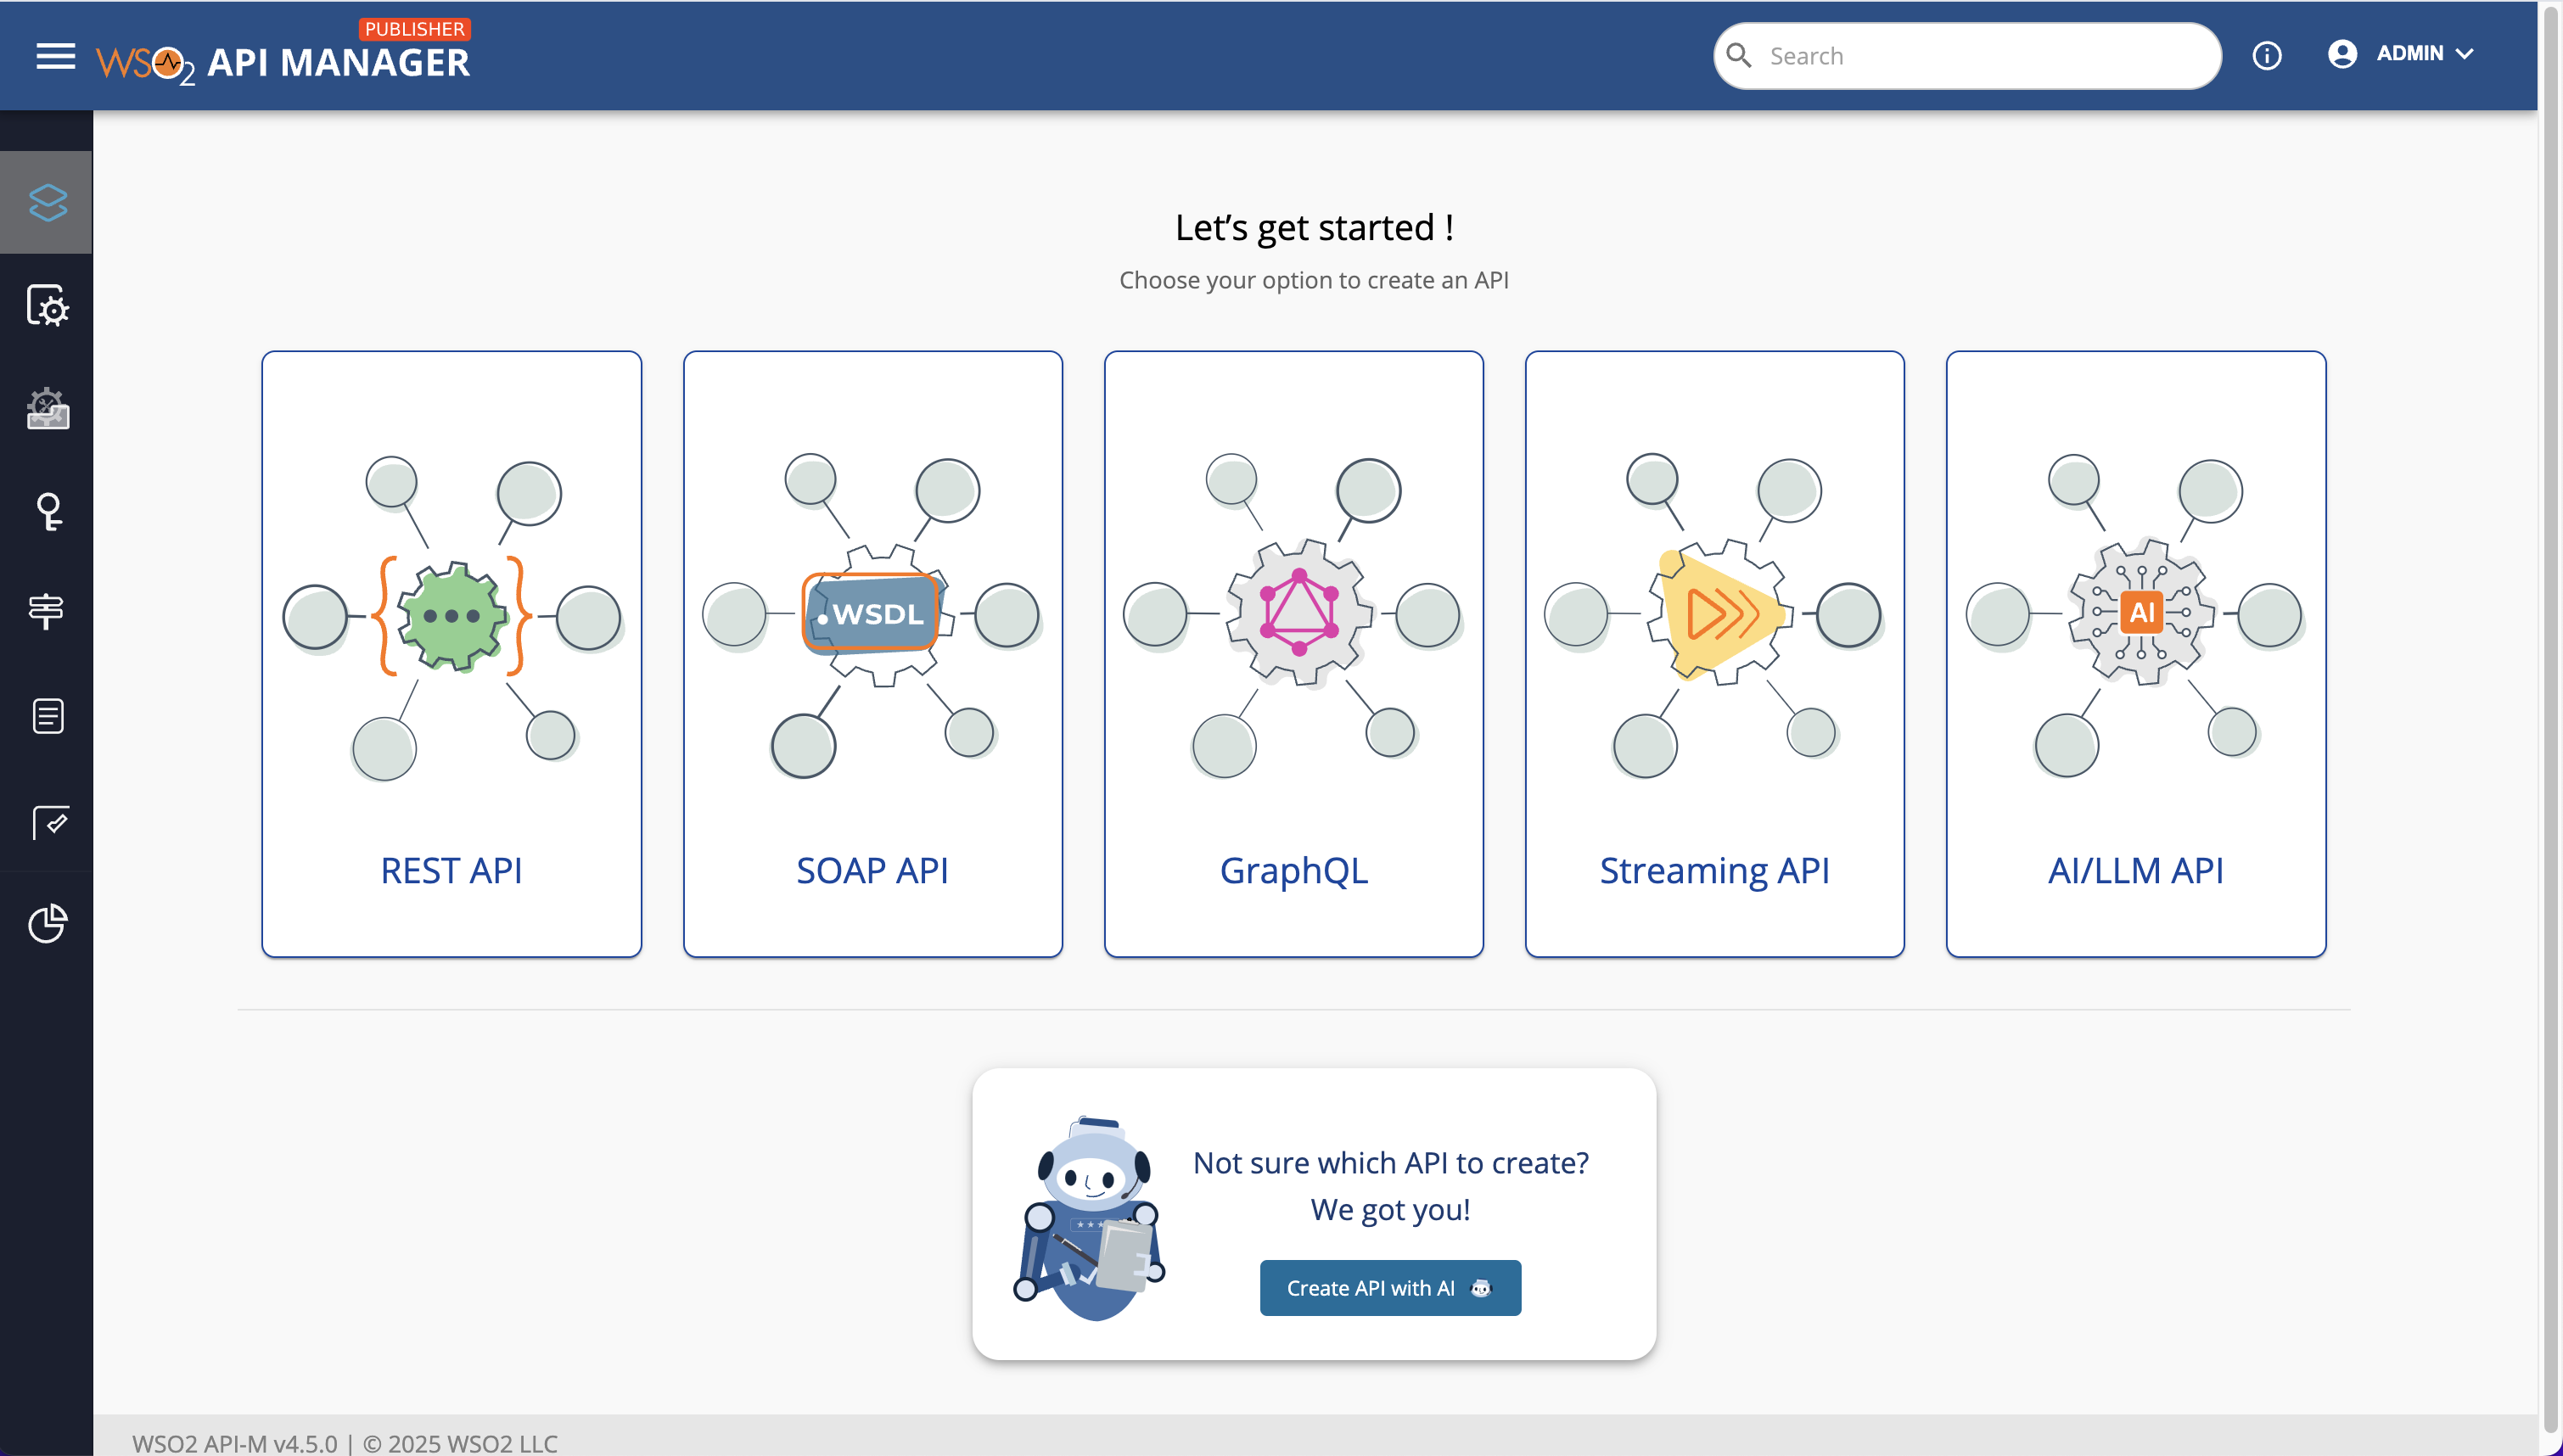 PUBLISHER
WSO2 API MANAGER
Search
ADMIN
Let’s get started !
Choose your option to create an API
.WSDL
AI
REST API
SOAP API
GraphQL
Streaming API
AI/LLM API
Not sure which API to create?
We got you!
Create API with AI
WSO2 API-M v4.5.0 | © 2025 WSO2 LLC